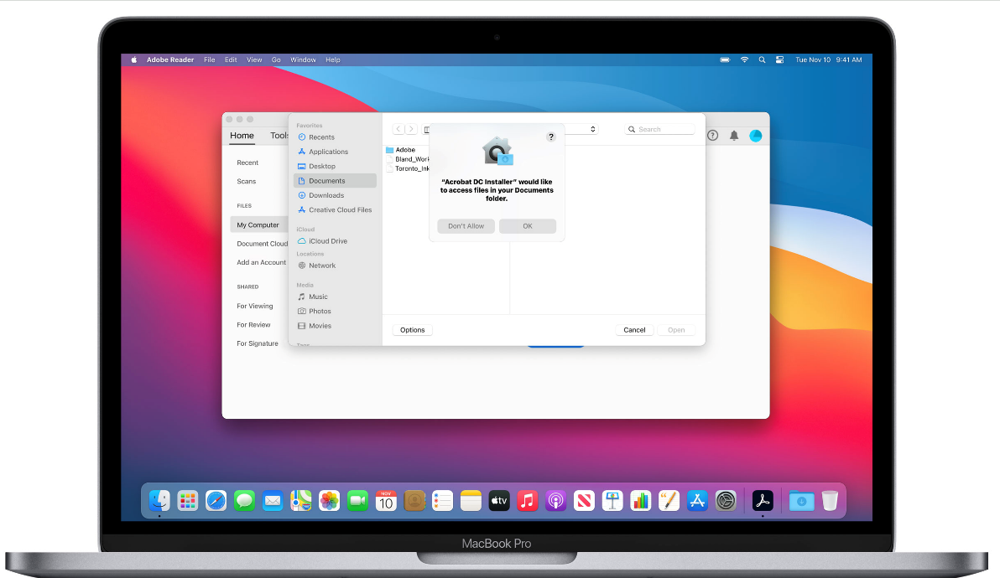 Adobe Reader File Edit View Go Window Help Tue Nov 10 9:41 AM
Home Tools
Recent
Scans
FILES
My Computer
Document Cloud
Add an Account
SHARED
For Viewing
For Review
For Signature
Favorites
Recents
Applications
Desktop
Documents
Downloads
Creative Cloud Files
iCloud
iCloud Drive
Locations
Network
Media
Music
Photos
Movies
Tags
Search
Adobe
Bland_Work
Toronto_Ink
?
“Acrobat DC Installer” would like
to access files in your Documents
folder.
Don't Allow OK
Options Cancel Open
?
NOV
10
tv
MacBook Pro